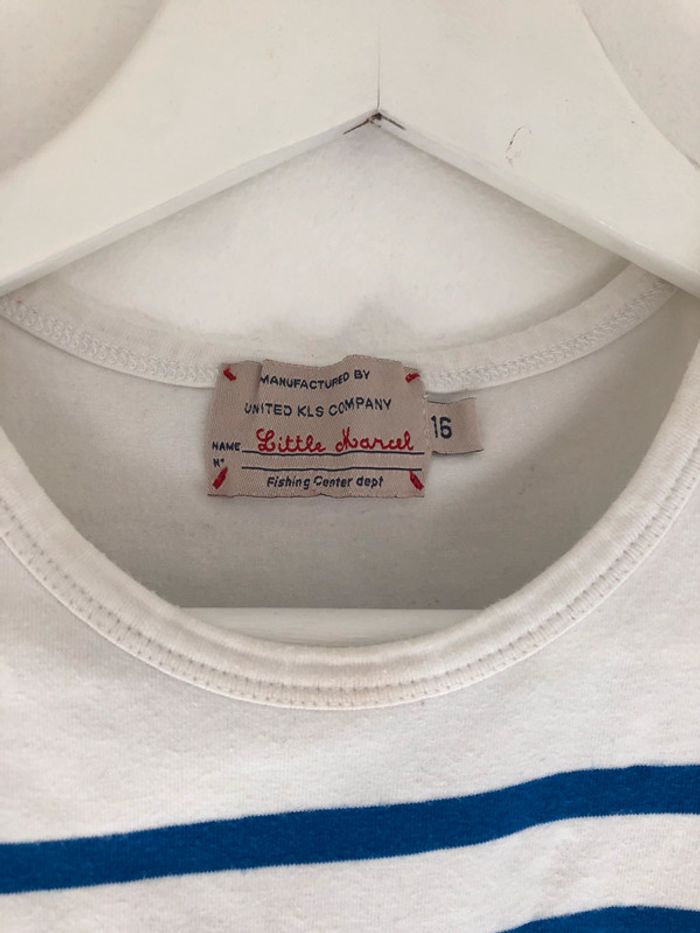 MANUFACTURED BY
UNITED KLS COMPANY
NAME Little Marcel
N°
Fishing Center dept
16